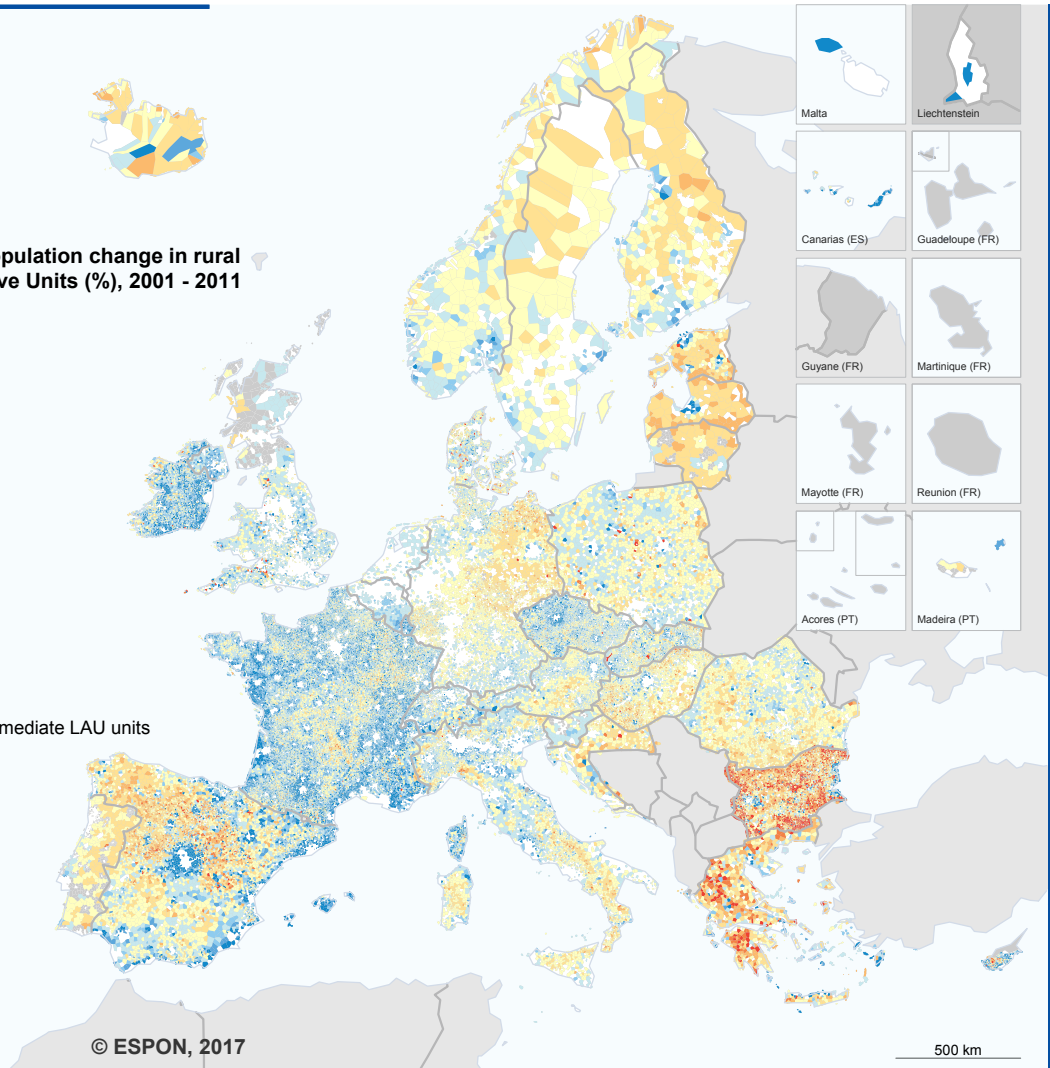 opulation change in rural
ve Units (%), 2001 - 2011
mediate LAU units
Malta
Liechtenstein
Canarias (ES)
Guadeloupe (FR)
Guyane (FR)
Martinique (FR)
Mayotte (FR)
Reunion (FR)
Acores (PT)
Madeira (PT)
© ESPON, 2017
500 km